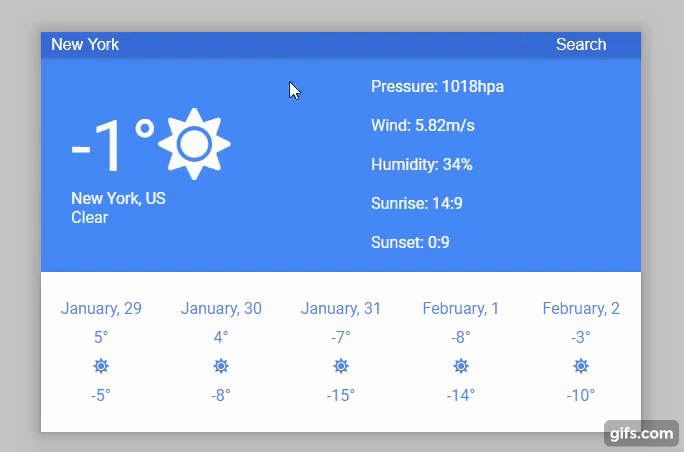 New York
Search
-1°
New York, US
Clear
Pressure: 1018hpa
Wind: 5.82m/s
Humidity: 34%
Sunrise: 14:9
Sunset: 0:9
January, 29 January, 30 January, 31 February, 1 February, 2
5° 4° -7° -8° -3°
-5° -8° -15° -14° -10°
gifs.com